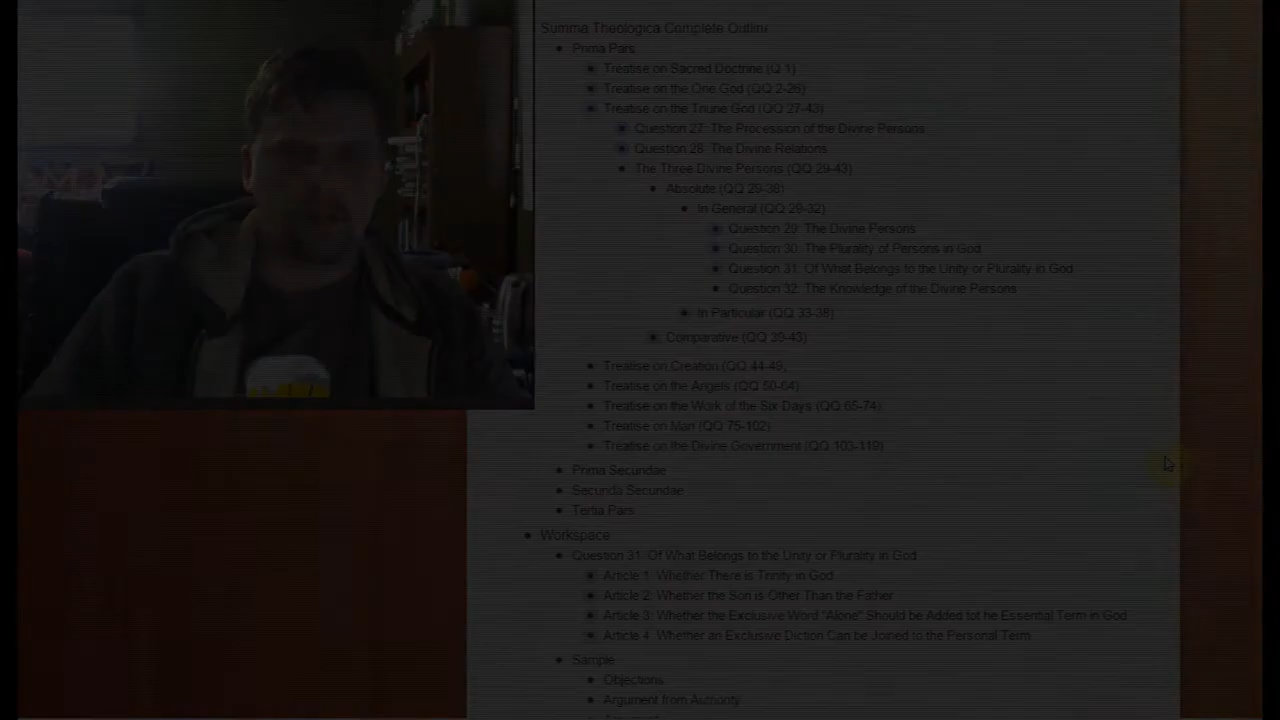 Summa Theologica Complete Outline
Prima Pars
Treatise on Sacred Doctrine (Q 1)
Treatise on the One God (QQ 2-26)
Treatise on the Triune God (QQ 27-43)
Question 27: The Procession of the Divine Persons
Question 28: The Divine Relations
The Three Divine Persons (QQ 29-43)
Absolute (QQ 29-38)
In General (QQ 29-32)
Question 29: The Divine Persons
Question 30: The Plurality of Persons in God
Question 31: Of What Belongs to the Unity or Plurality in God
Question 32: The Knowledge of the Divine Persons
In Particular (QQ 33-38)
Comparative (QQ 39-43)
Treatise on Creation (QQ 44-49)
Treatise on the Angels (QQ 50-64)
Treatise on the Work of the Six Days (QQ 65-74)
Treatise on Man (QQ 75-102)
Treatise on the Divine Government (QQ 103-119)
Prima Secundae
Secunda Secundae
Tertia Pars
Workspace
Question 31: Of What Belongs to the Unity or Plurality in God
Article 1: Whether There is Trinity in God
Article 2: Whether the Son is Other Than the Father
Article 3: Whether the Exclusive Word "Alone" Should be Added tot he Essential Term in God
Article 4: Whether an Exclusive Diction Can be Joined to the Personal Term
Sample
Objections
Argument from Authority